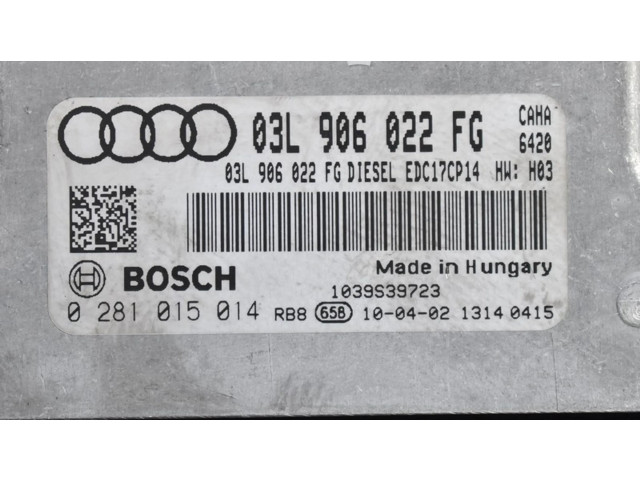 03L 906 022 FG CAHA
6420
03L 906 022 FG DIESEL EDC17CP14 HW: H03
BOSCH
Made in Hungary
1039S39723
0 281 015 014 RB8 65B 10-04-02 1314 0415